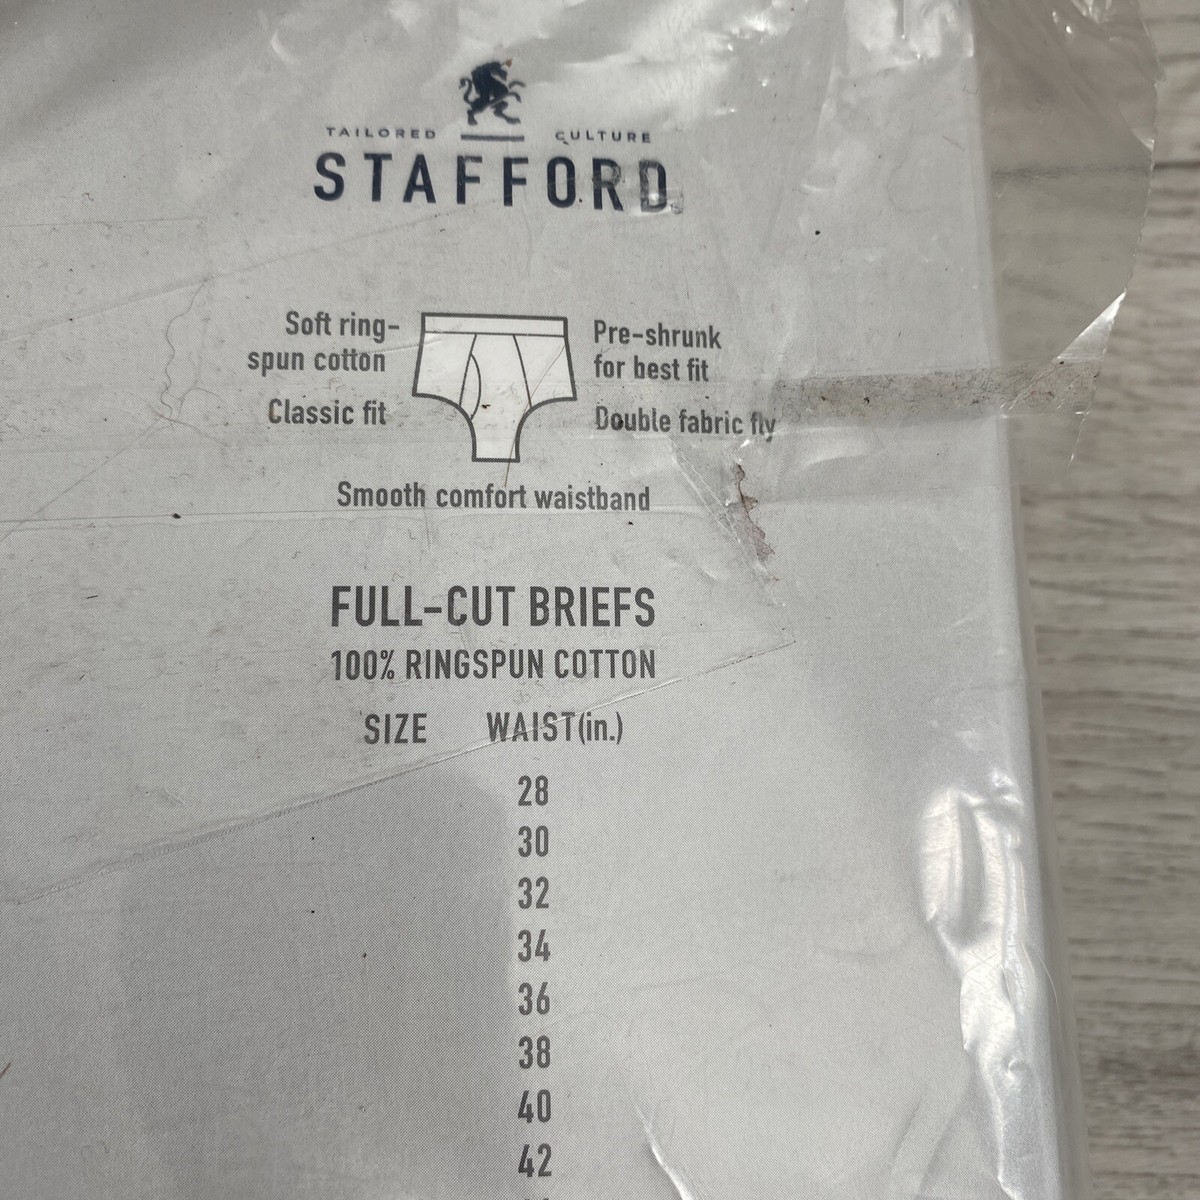 TAILORED CULTURE
STAFFORD
Soft ring-
spun cotton
Classic fit
Pre-shrunk
for best fit
Double fabric fly
Smooth comfort waistband
FULL-CUT BRIEFS
100% RINGSPUN COTTON
SIZE WAIST(in.)
28
30
32
34
36
38
40
42